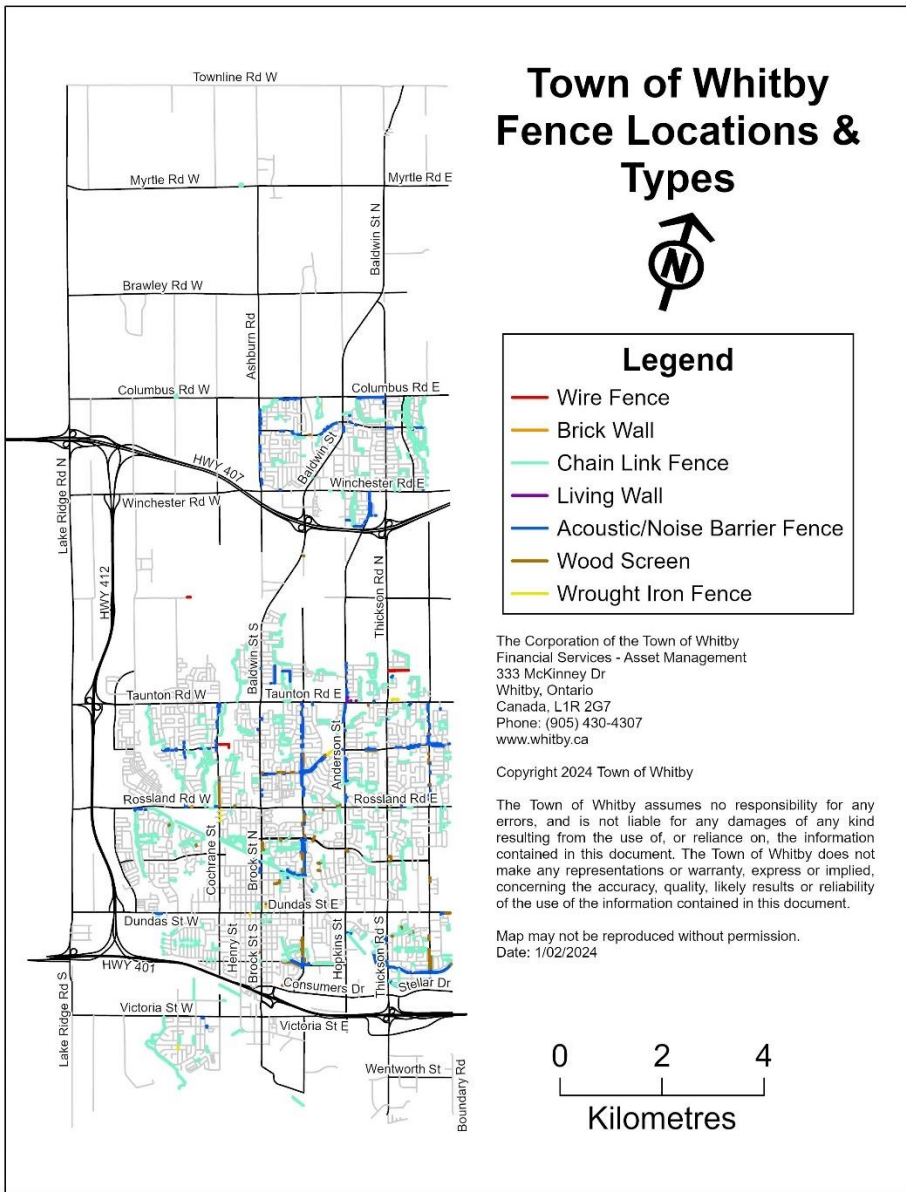 Town of Whitby
Fence Locations &
Types
N
Legend
Wire Fence
Brick Wall
Chain Link Fence
Living Wall
Acoustic/Noise Barrier Fence
Wood Screen
Wrought Iron Fence
The Corporation of the Town of Whitby
Financial Services - Asset Management
333 McKinney Dr
Whitby, Ontario
Canada, L1R 2G7
Phone: (905) 430-4307
www.whitby.ca
Copyright 2024 Town of Whitby
The Town of Whitby assumes no responsibility for any
errors, and is not liable for any damages of any kind
resulting from the use of, or reliance on, the information
contained in this document. The Town of Whitby does not
make any representations or warranty, express or implied,
concerning the accuracy, quality, likely results or reliability
of the use of the information contained in this document.
Map may not be reproduced without permission.
Date: 1/02/2024
0 2 4
Kilometres
Townline Rd W
Myrtle Rd W
Myrtle Rd E
Baldwin St N
Brawley Rd W
Ashburn Rd
Columbus Rd W
Columbus Rd E
HWY 407
Baldwin St
Lake Ridge Rd N
Winchester Rd W
Winchester Rd E
HWY 412
Thickson Rd N
Baldwin St S
Taunton Rd W
Taunton Rd E
Anderson St
Rossland Rd W
Rossland Rd E
Cochrane St
Brock St N
Dundas St E
Dundas St W
Henry St
Brock St S
Hopkins St
Thickson Rd S
HWY 401
Consumers Dr
Stellar Dr
Lake Ridge Rd S
Victoria St W
Victoria St E
Wentworth St
Boundary Rd